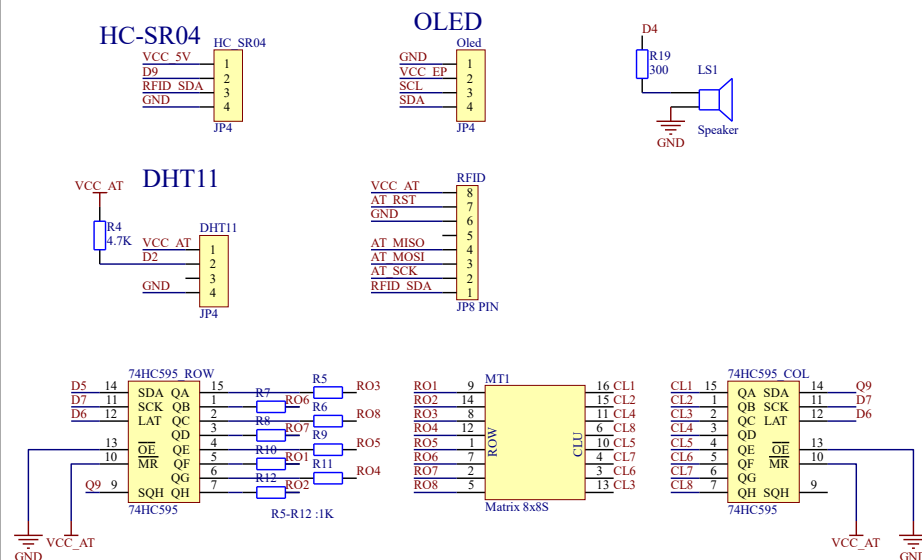 HC-SR04
HC_SR04
VCC_5V 1
D9 2
RFID_SDA 3
GND 4
JP4
OLED
Oled
GND 1
VCC_EP 2
SCL 3
SDA 4
JP4
D4
R19
300
LS1
Speaker
GND
DHT11
VCC_AT
R4
4.7K
DHT11
VCC_AT 1
D2 2
3
GND 4
JP4
RFID
VCC_AT 8
AT_RST 7
GND 6
5
AT_MISO 4
AT_MOSI 3
AT_SCK 2
RFID_SDA 1
JP8 PIN
74HC595_ROW
D5 14 SDA QA 15 R5 RO3
D7 11 SCK QB 1 R7 RO6
D6 12 LAT QC 2 R6 RO8
QD 3 R8 RO7
13 OE QE 4 R9 RO5
10 MR QF 5 R10 RO1
QG 6 R11 RO4
Q9 9 SQH QH 7 R12 RO2
74HC595
R5-R12 :1K
GND
VCC_AT
MT1
RO1 9 16 CL1
RO2 14 15 CL2
RO3 8 11 CL4
RO4 12 6 CL8
RO5 1 10 CL5
RO6 7 4 CL7
RO7 2 3 CL6
RO8 5 13 CL3
ROW
CLU
Matrix 8x8S
74HC595_COL
CL1 15 QA SDA 14 Q9
CL2 1 QB SCK 11 D7
CL3 2 QC LAT 12 D6
CL4 3 QD
CL5 4 QE OE 13
CL6 5 QF MR 10
CL7 6 QG
CL8 7 QH SQH 9
74HC595
VCC_AT
GND